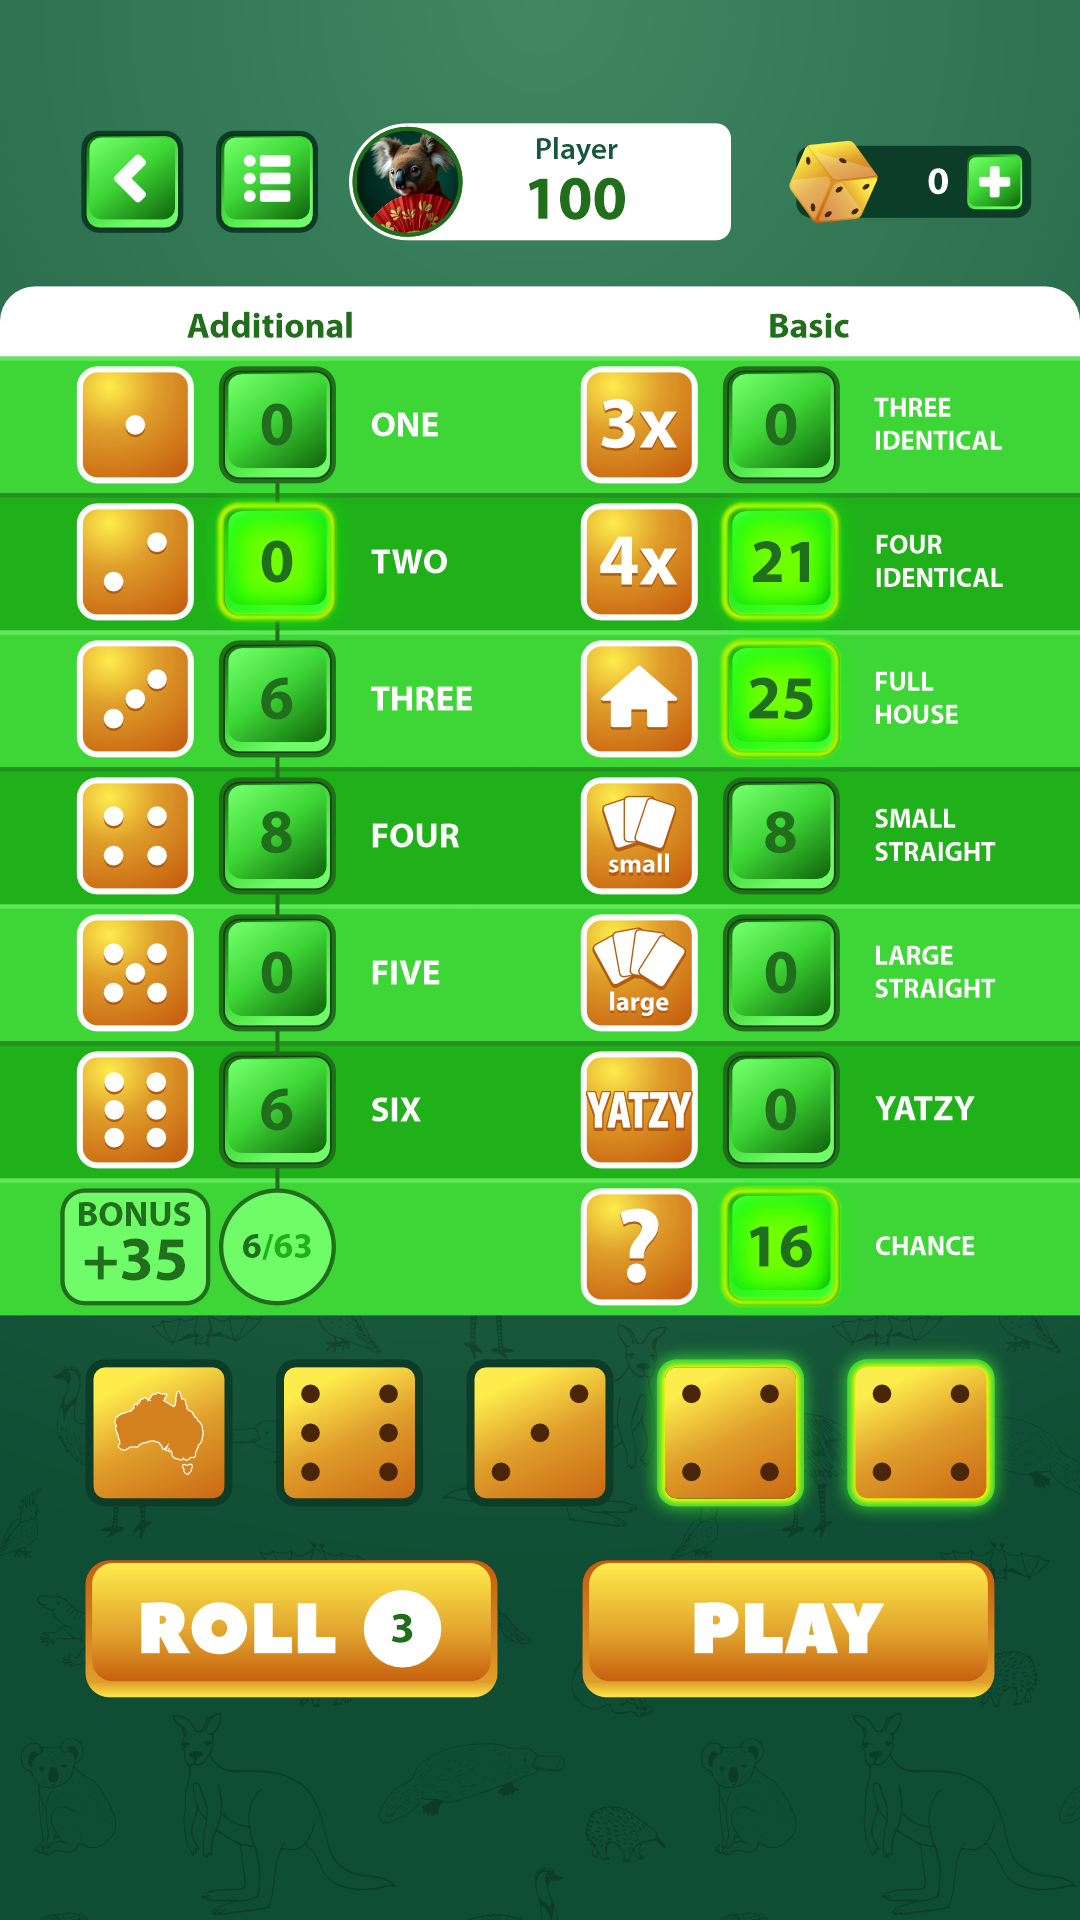 Player
100
0
Additional
Basic
0
ONE
3x
0
THREE
IDENTICAL
0
TWO
4x
21
FOUR
IDENTICAL
6
THREE
25
FULL
HOUSE
8
FOUR
small
8
SMALL
STRAIGHT
0
FIVE
large
0
LARGE
STRAIGHT
6
SIX
YATZY
0
YATZY
BONUS
+35
6/63
?
16
CHANCE
ROLL 3
PLAY